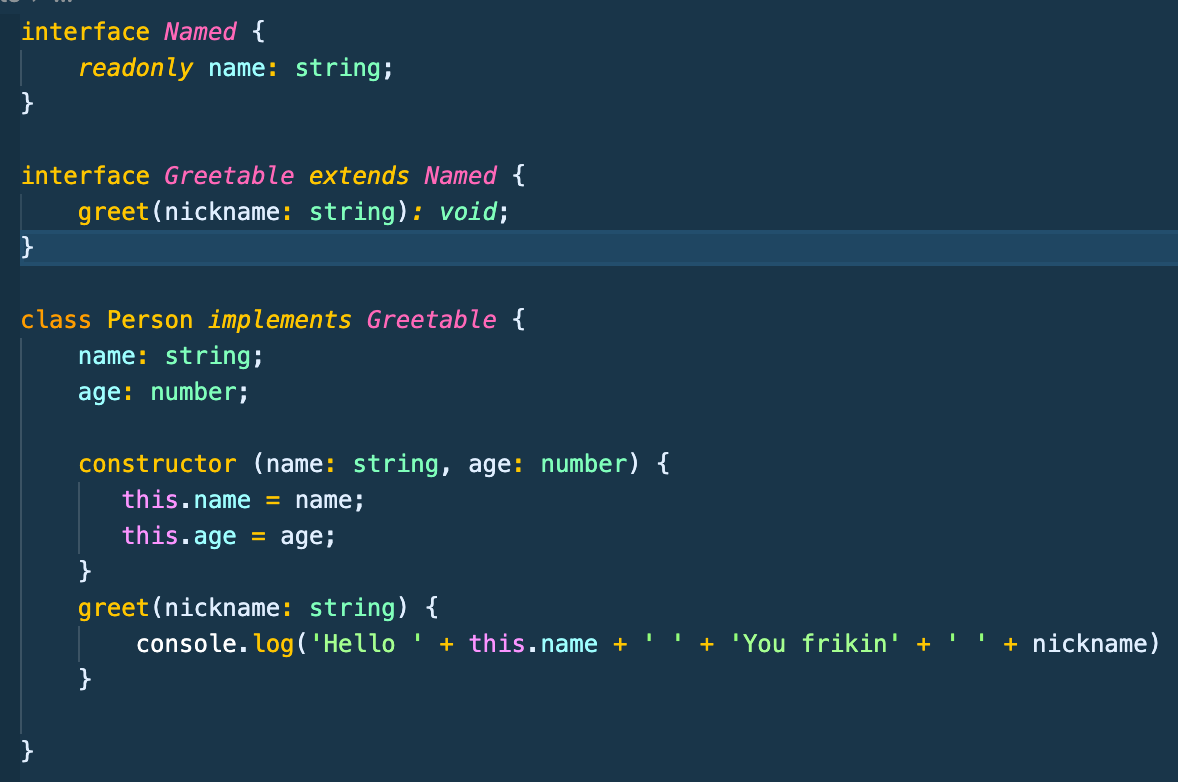 interface Named {
    readonly name: string;
}

interface Greetable extends Named {
    greet(nickname: string): void;
}

class Person implements Greetable {
    name: string;
    age: number;

    constructor (name: string, age: number) {
       this.name = name;
       this.age = age;
    }
    greet(nickname: string) {
        console.log('Hello ' + this.name + ' ' + 'You frikin' + ' ' + nickname)
    }

}